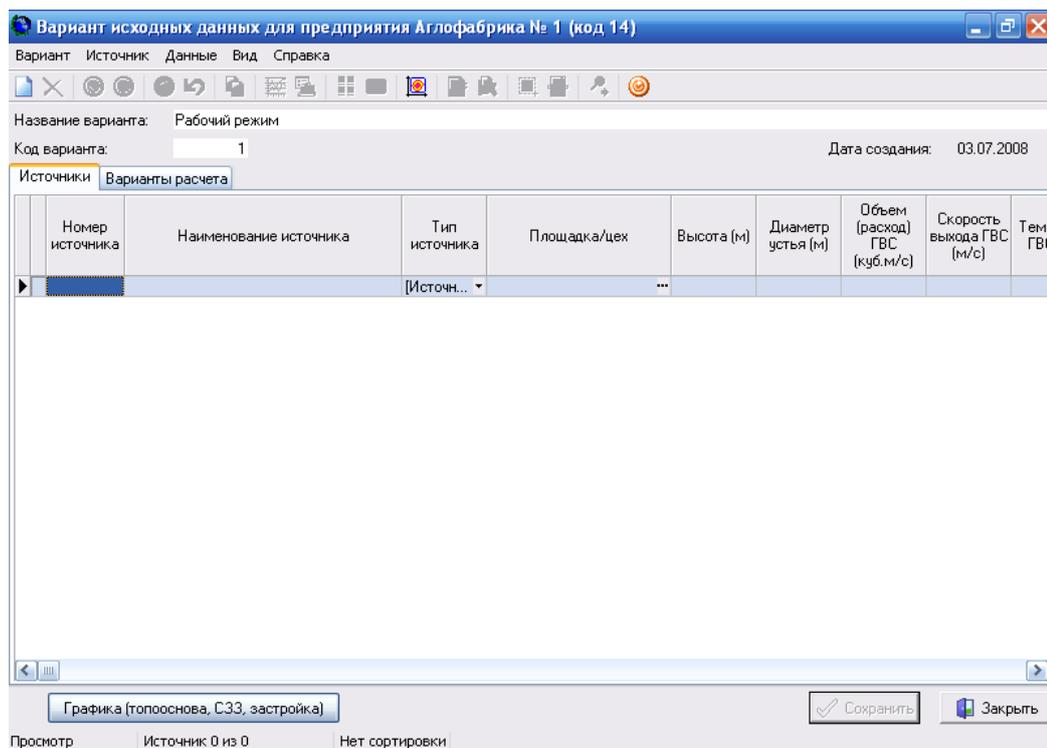 Вариант исходных данных для предприятия Аглофабрика № 1 (код 14)
Вариант Источник Данные Вид Справка
Название варианта: Рабочий режим
Код варианта: 1 Дата создания: 03.07.2008
Источники Варианты расчета
Номер источника Наименование источника Тип источника Площадка/цех Высота (м) Диаметр устья (м) Объем (расход) ГВС (куб.м/с) Скорость выхода ГВС (м/с)
[Источн... ...
Графика (топооснова, СЗЗ, застройка) Сохранить Закрыть
Просмотр Источник 0 из 0 Нет сортировки